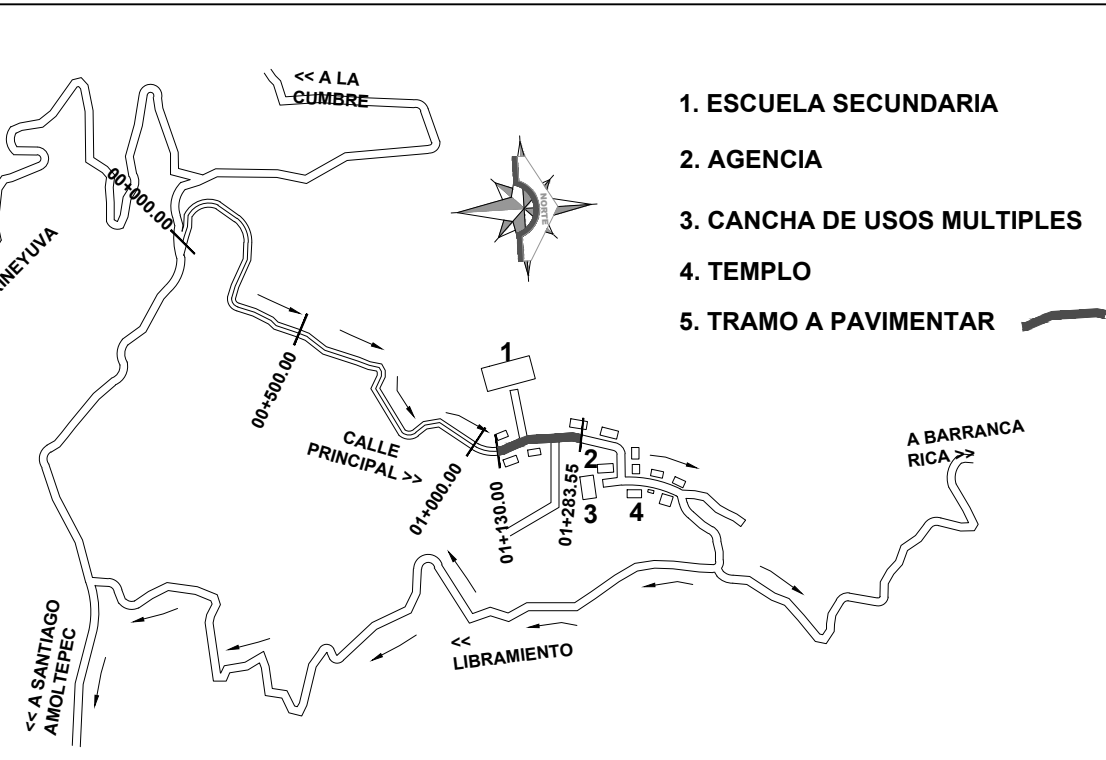 << A LA
CUMBRE
1. ESCUELA SECUNDARIA
2. AGENCIA
3. CANCHA DE USOS MULTIPLES
4. TEMPLO
5. TRAMO A PAVIMENTAR
NORTE
00+000.00
INEYUVA
00+500.00
1
CALLE
PRINCIPAL >>
01+000.00
01+130.00
01+283.55
2
3
4
A BARRANCA
RICA >>
<<
LIBRAMIENTO
<< A SANTIAGO
AMOLTEPEC